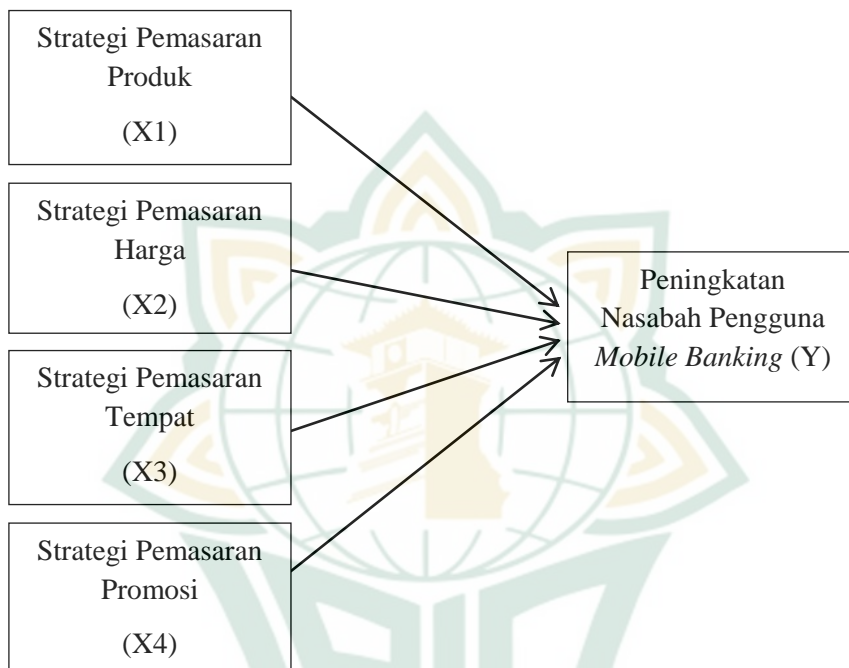 Strategi Pemasaran
Produk
(X1)
Strategi Pemasaran
Harga
(X2)
Strategi Pemasaran
Tempat
(X3)
Strategi Pemasaran
Promosi
(X4)
Peningkatan
Nasabah Pengguna
Mobile Banking (Y)